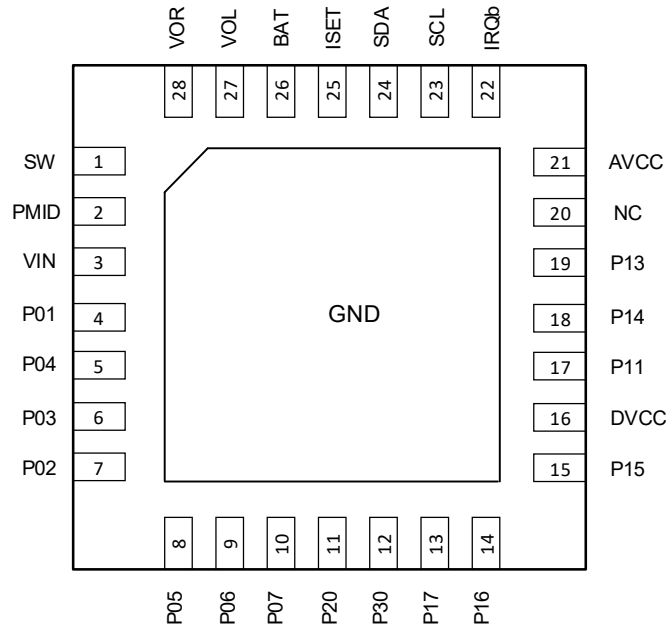 VOR VOL BAT ISET SDA SCL IRQb
28 27 26 25 24 23 22
SW 1 21 AVCC
PMID 2 20 NC
VIN 3 19 P13
P01 4 18 P14
GND
P04 5 17 P11
P03 6 16 DVCC
P02 7 15 P15
8 9 10 11 12 13 14
P05 P06 P07 P20 P30 P17 P16